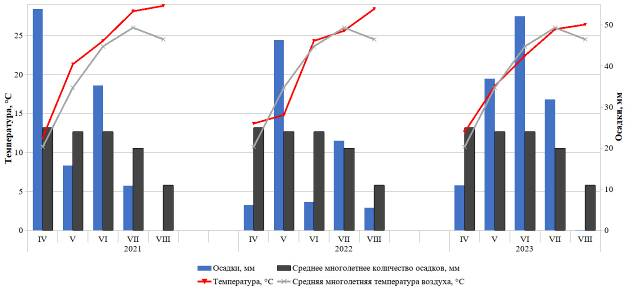 Температура, °C
Осадки, мм
25
20
15
10
5
0
50
40
30
20
10
0
IV V VI VII VIII IV V VI VII VIII IV V VI VII VIII
2021 2022 2023
Осадки, мм Среднее многолетнее количество осадков, мм
Температура, °C Средняя многолетняя температура воздуха, °C